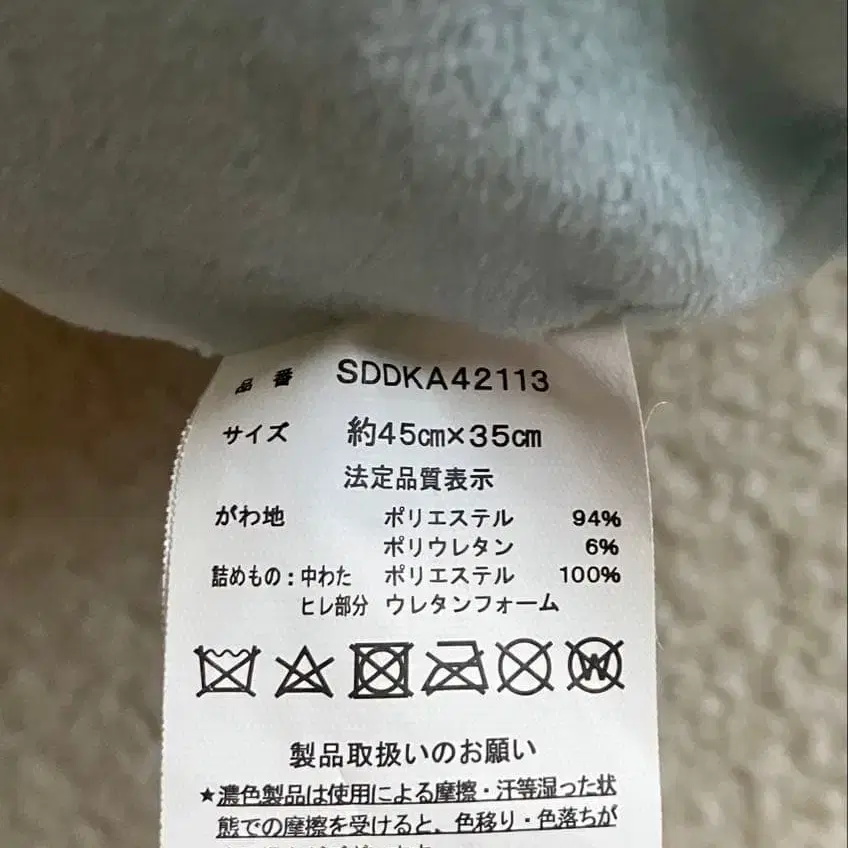 品 番 SDDKA42113
サイズ 約45㎝×35㎝
法定品質表示
がわ地 ポリエステル 94%
ポリウレタン 6%
詰めもの：中わた ポリエステル 100%
ヒレ部分 ウレタンフォーム
W
製品取扱いのお願い
★濃色製品は使用による摩擦・汗等湿った状
態での摩擦を受けると、色移り・色落ちが